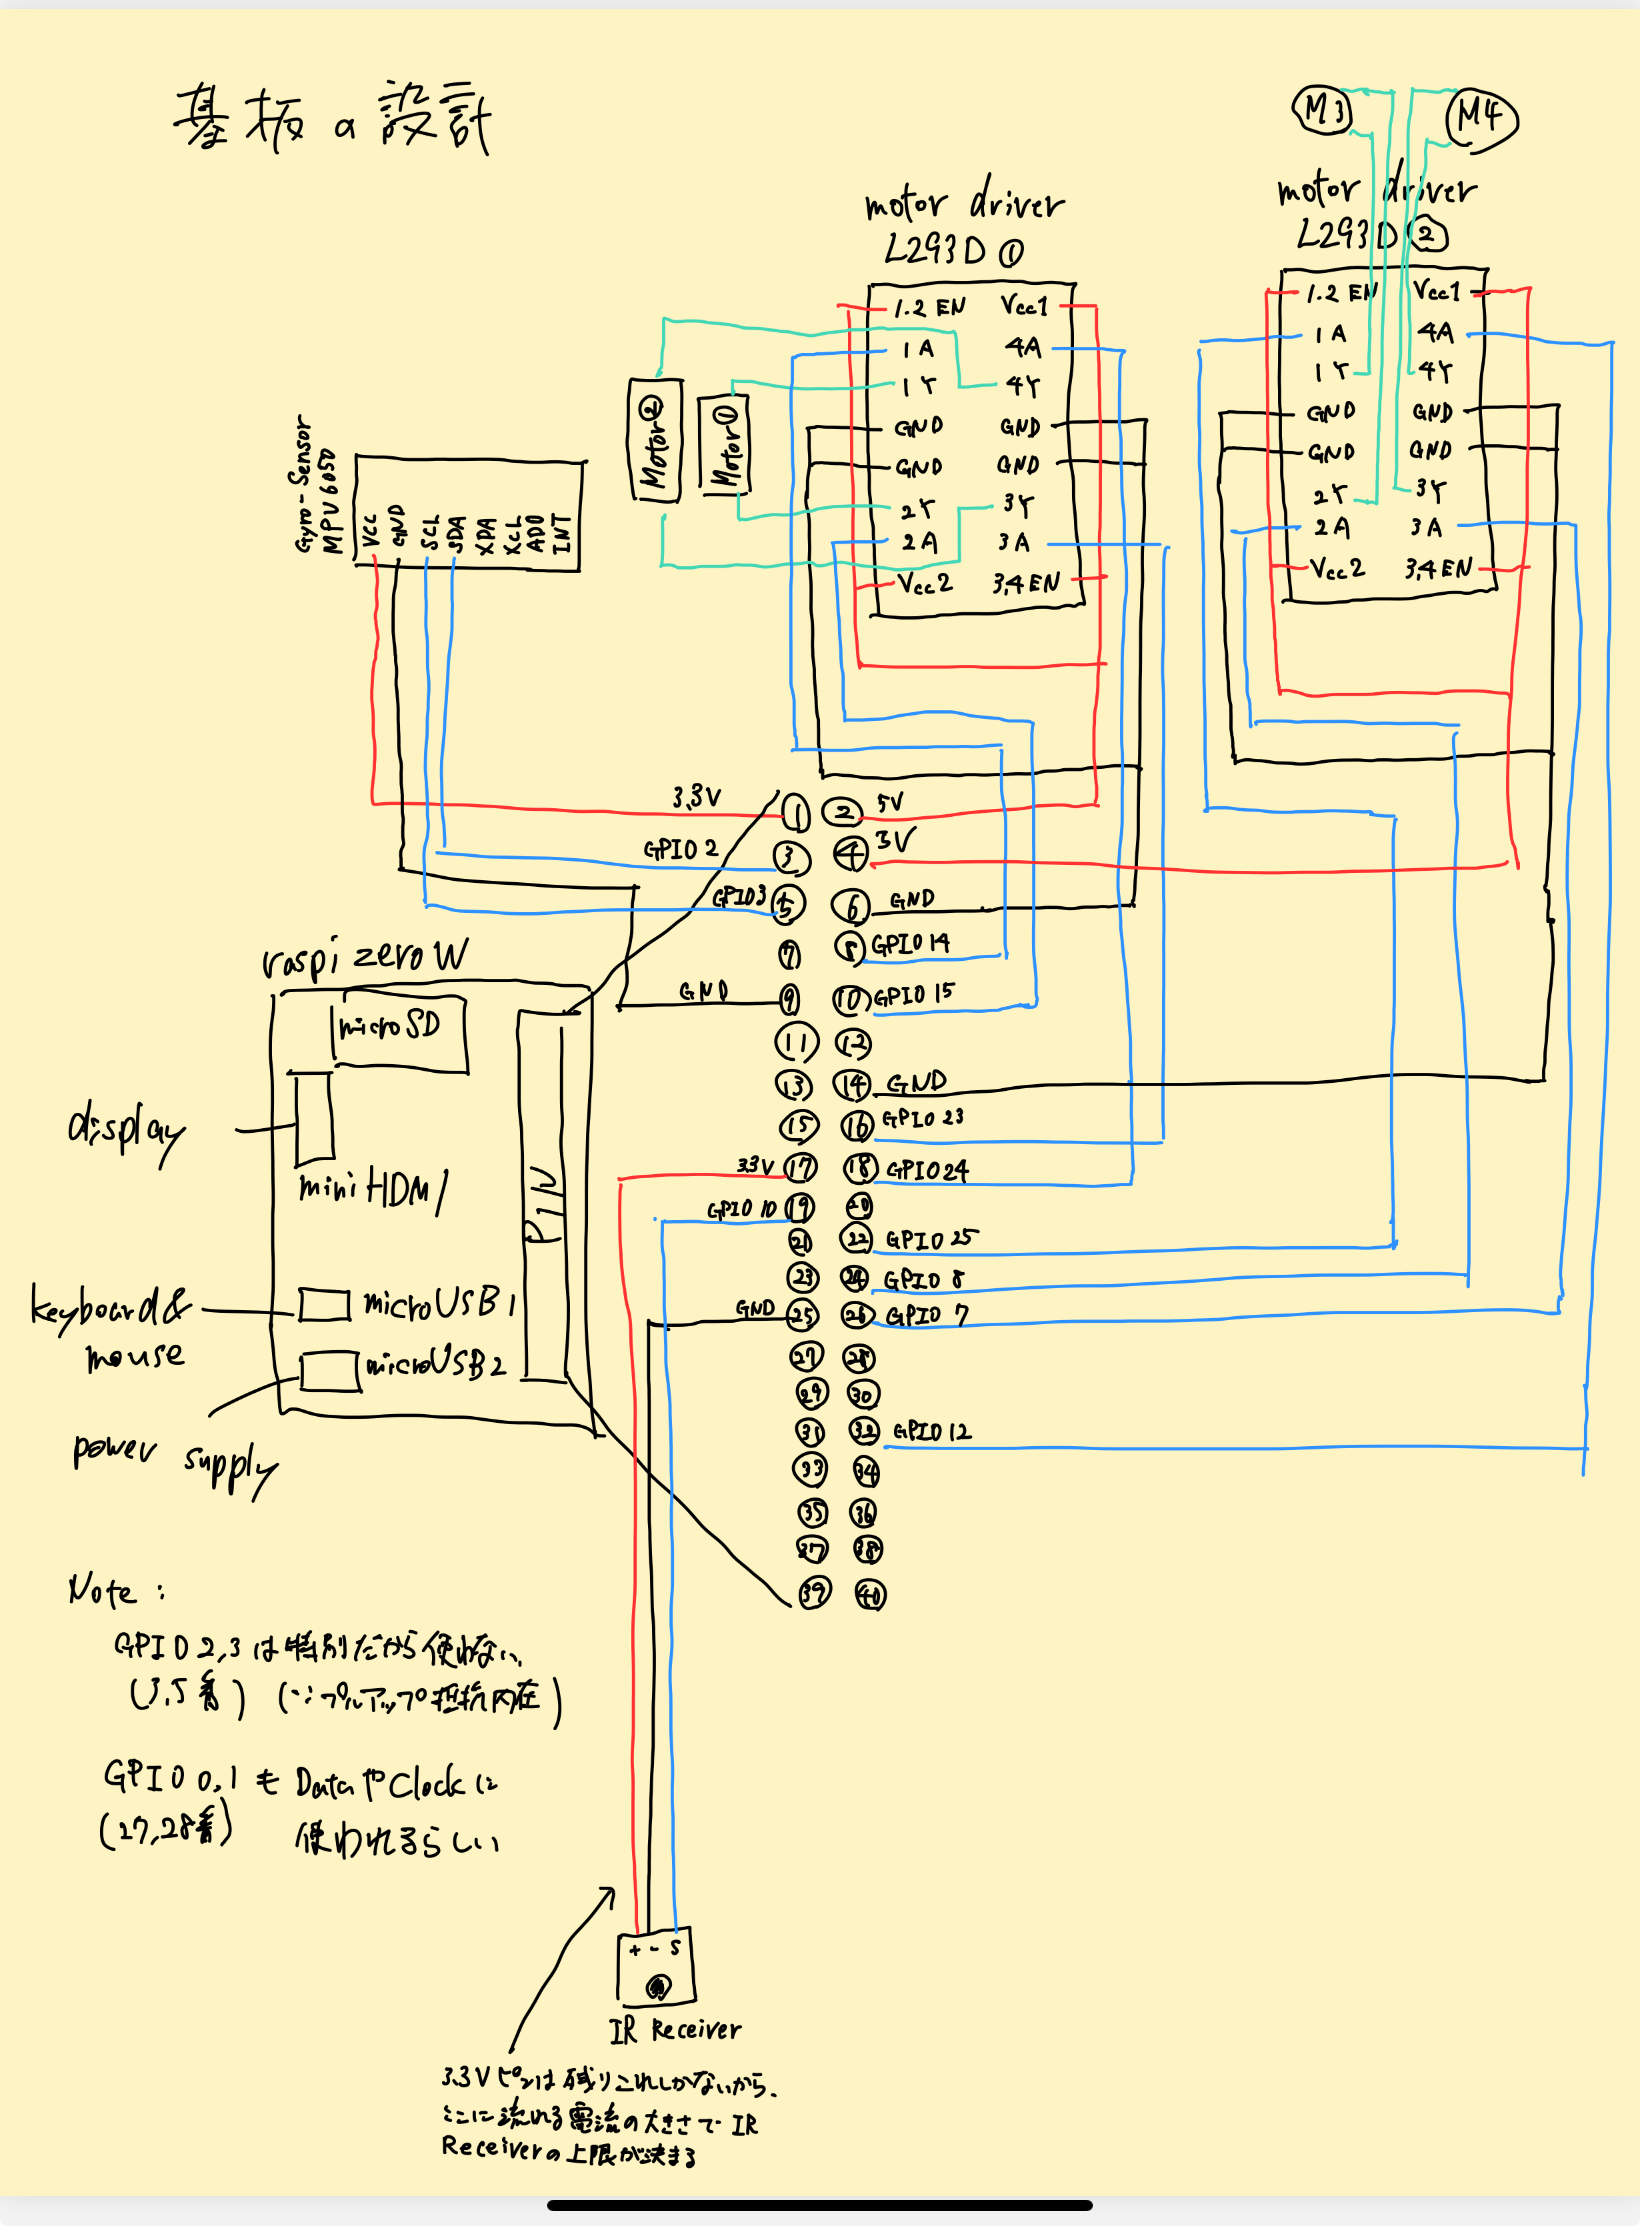 基板の設計
M3
M4
motor driver
L293D ①
motor driver
L293D ②
1.2 EN Vcc1
1A 4A
1Y 4Y
GND GND
GND GND
2Y 3Y
2A 3A
Vcc2 3,4 EN
1.2 EN Vcc1
1A 4A
1Y 4Y
GND GND
GND GND
2Y 3Y
2A 3A
Vcc2 3,4 EN
Motor②
Motor①
Gyro-Sensor
MPV6050
VCC
GND
SCL
SDA
XDA
XCL
ADO
INT
3.3V ① ② 5V
GPIO 2 ③ ④ 3V
GPIO3 ⑤ ⑥ GND
⑦ ⑧ GPIO 14
GND ⑨ ⑩ GPIO 15
⑪ ⑫
⑬ ⑭ GND
⑮ ⑯ GPIO 23
3.3V ⑰ ⑱ GPIO24
GPIO 10 ⑲ ⑳
㉑ ㉒ GPIO 25
㉓ ㉔ GPIO 8
GND ㉕ ㉖ GPIO 7
㉗ ㉘
㉙ ㉚
㉛ ㉜ GPIO 12
㉝ ㉞
㉟ ㊱
㊲ ㊳
㊴ ㊵
raspi zero W
microSD
display
mini HDMI
PIN
keyboard &
mouse
microUSB1
microUSB2
power supply
Note :
GPIO 2,3は特別だから使わない
(3,5番) (∵プルアップ抵抗内在)
GPIO 0,1もDataやClockに
(27,28番) 使われるらしい
+ - S
IR Receiver
3.3Vピンは残りこれしかないから、
ここに流れる電流の大きさで IR
Receiverの上限が決まる